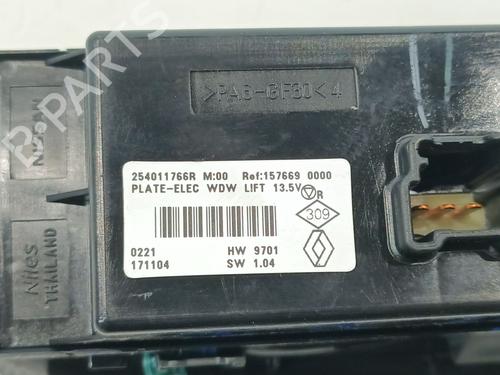 >PA6-GF30<4
254011766R M:00 Ref:157669 0000
PLATE-ELEC WDW LIFT 13.5V
R
309
0221 HW 9701
171104 SW 1.04
NISSAN
Niles
THAILAND